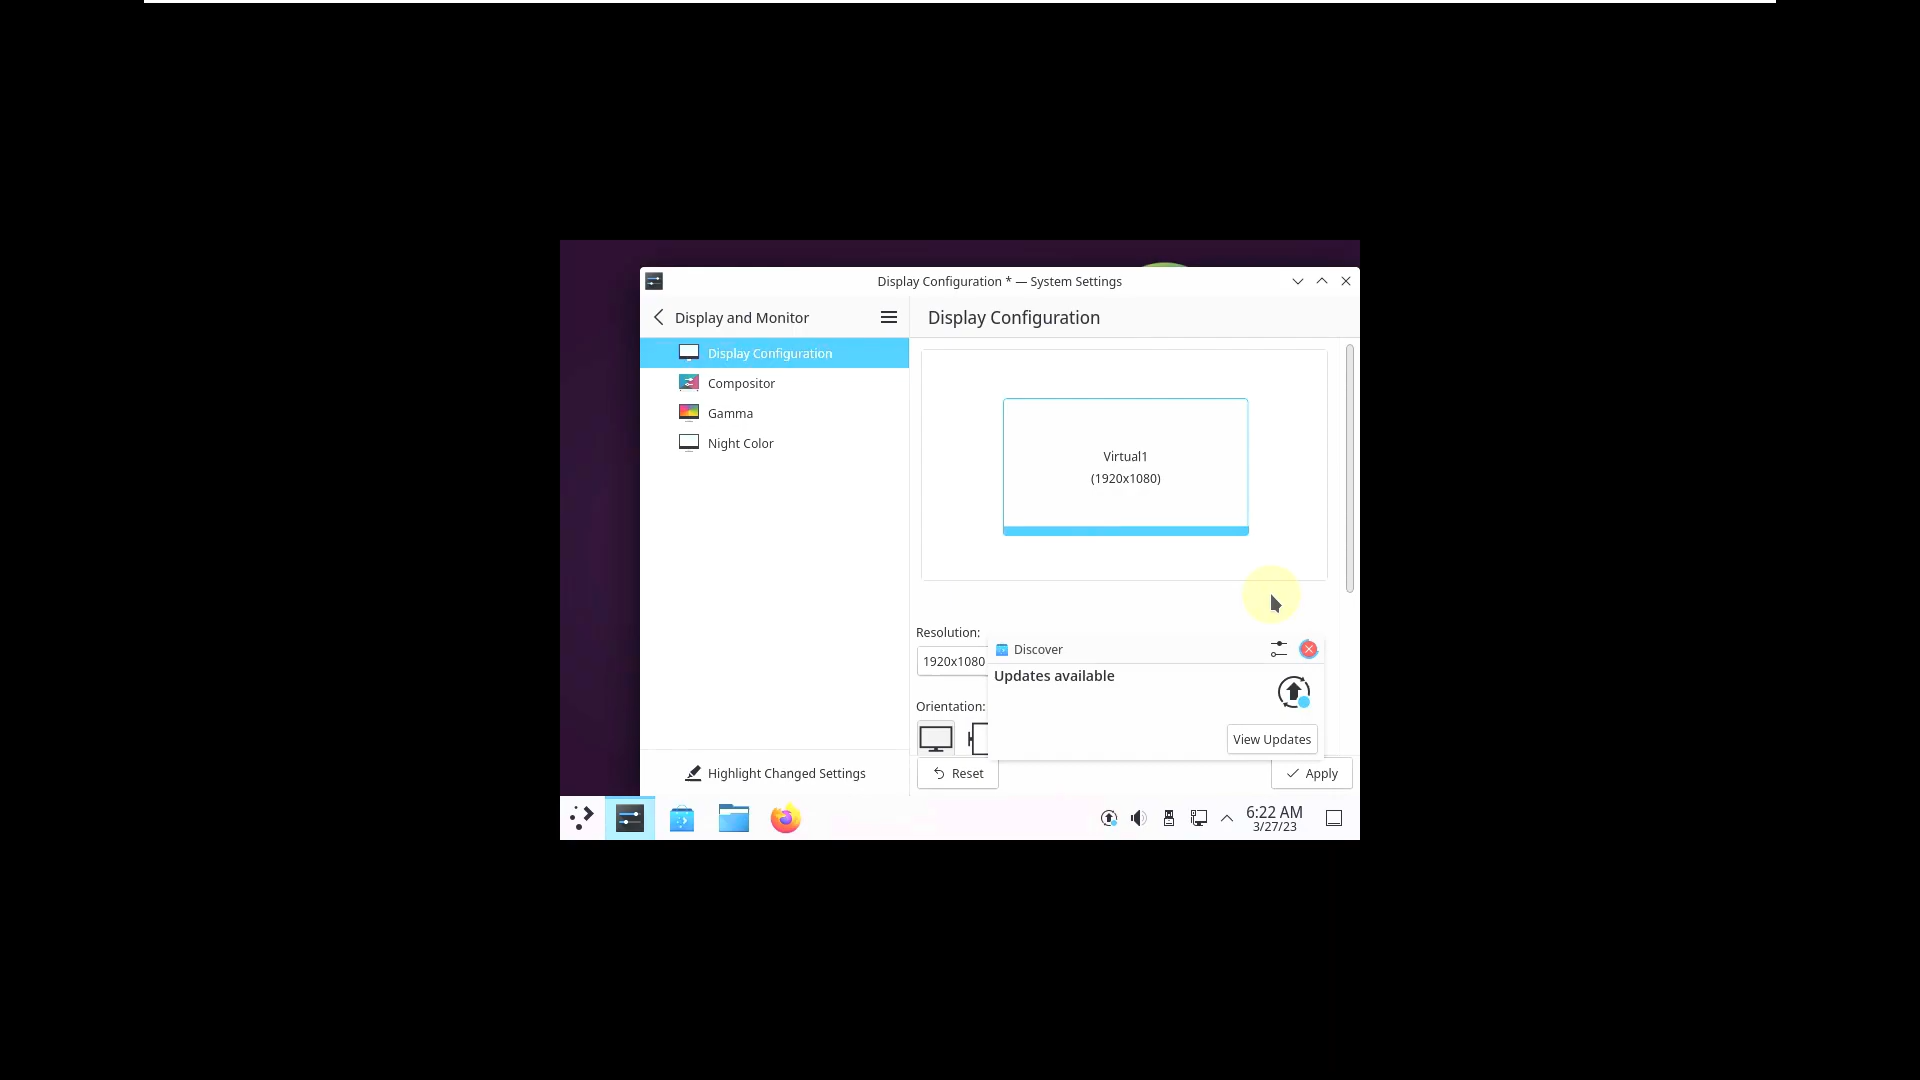 Display Configuration * — System Settings
Display and Monitor
Display Configuration
Display Configuration
Compositor
Gamma
Night Color
Virtual1
(1920x1080)
Resolution:
1920x1080
Orientation:
Discover
Updates available
View Updates
Highlight Changed Settings
Reset
Apply
6:22 AM
3/27/23